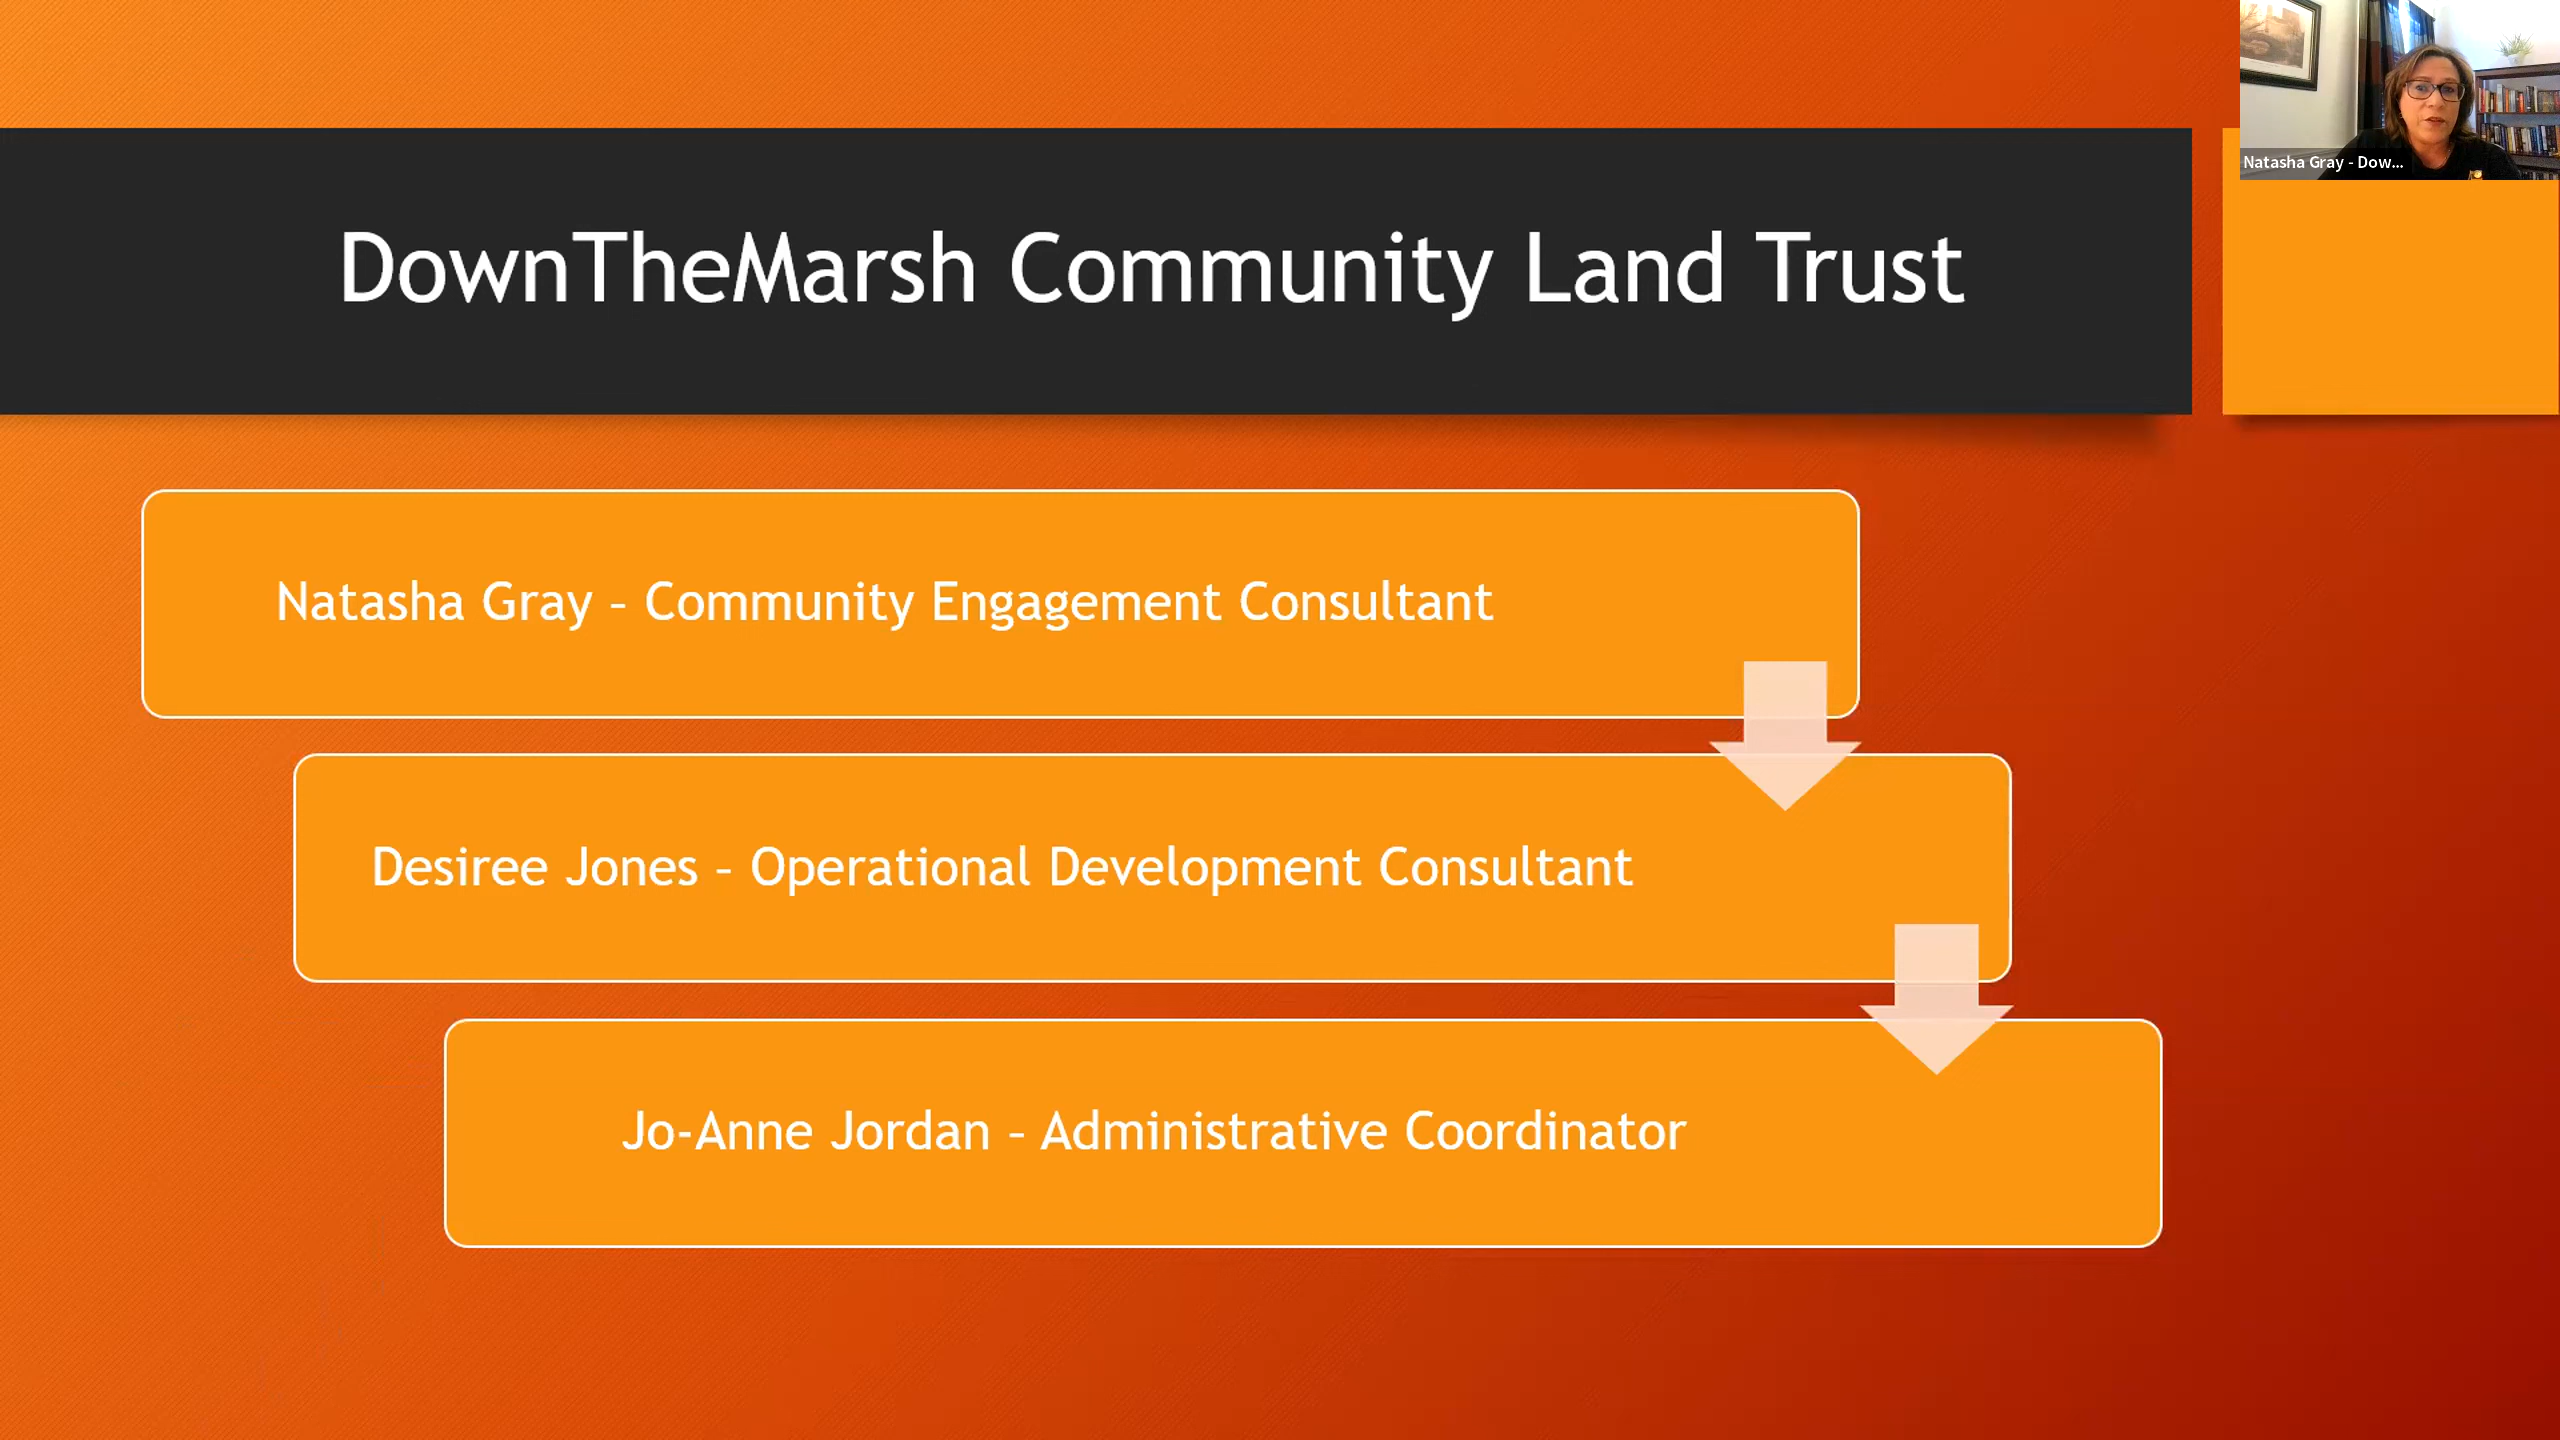 DownTheMarsh Community Land Trust
Natasha Gray - Dow...
Natasha Gray – Community Engagement Consultant
Desiree Jones – Operational Development Consultant
Jo-Anne Jordan – Administrative Coordinator